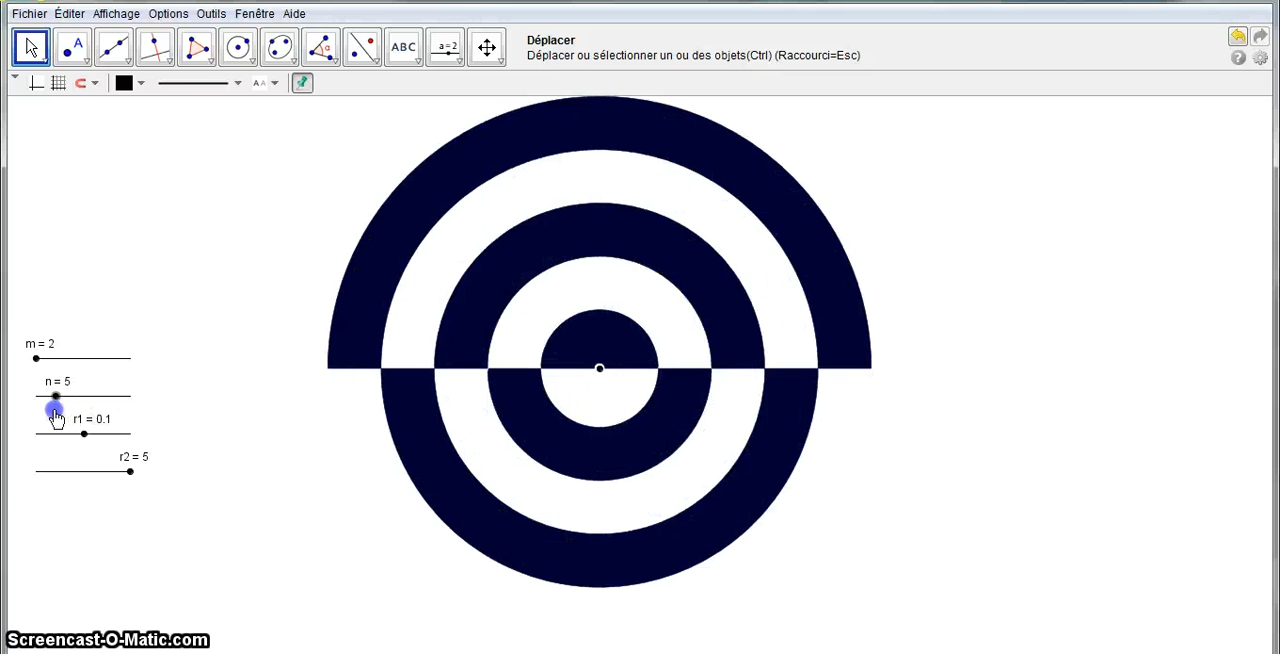 Fichier Éditer Affichage Options Outils Fenêtre Aide
A
α
ABC
a=2
Déplacer
Déplacer ou sélectionner un ou des objets(Ctrl) (Raccourci=Esc)
AA
m = 2
n = 5
r1 = 0.1
r2 = 5
Screencast-O-Matic.com